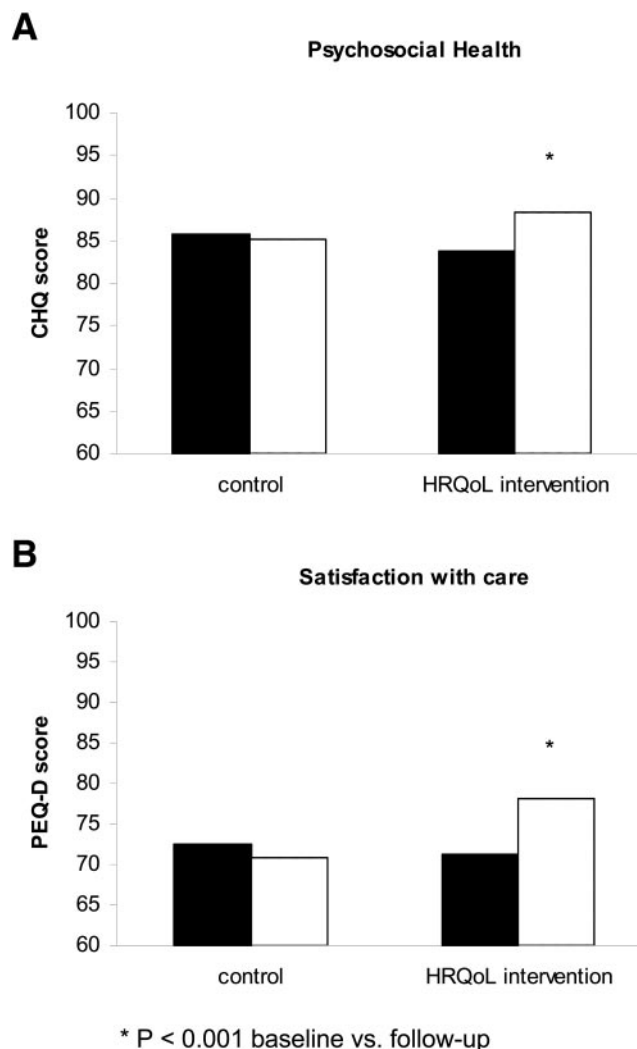 A
Psychosocial Health
100
95
90
85
80
75
70
65
60
CHQ score
*
control
HRQoL intervention
B
Satisfaction with care
100
95
90
85
80
75
70
65
60
PEQ-D score
*
control
HRQoL intervention
* P < 0.001 baseline vs. follow-up